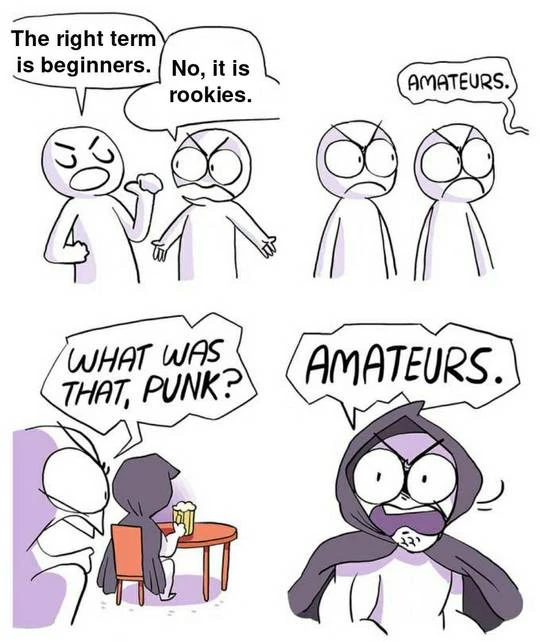 The right term
is beginners.
No, it is
rookies.
AMATEURS.
WHAT WAS
THAT, PUNK?
AMATEURS.